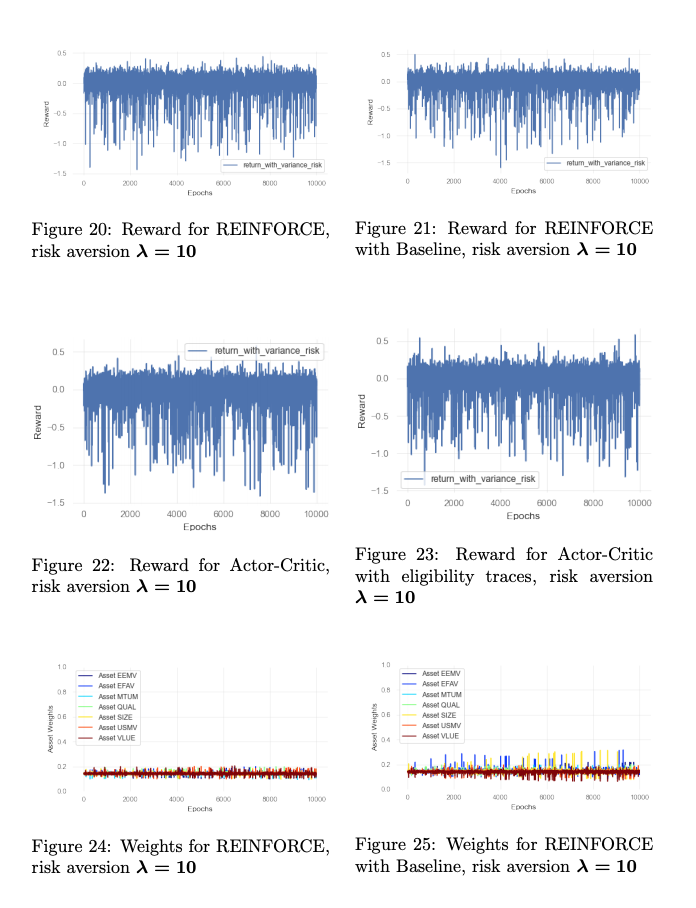 0.5
0.0
−0.5
−1.0
−1.5
Reward
0 2000 4000 6000 8000 10000
Epochs
return_with_variance_risk
Figure 20: Reward for REINFORCE,
risk aversion λ = 10
0.5
0.0
−0.5
−1.0
−1.5
Reward
0 2000 4000 6000 8000 10000
Epochs
return_with_variance_risk
Figure 21: Reward for REINFORCE
with Baseline, risk aversion λ = 10
0.5
0.0
−0.5
−1.0
−1.5
Reward
0 2000 4000 6000 8000 10000
Epochs
return_with_variance_risk
Figure 22: Reward for Actor-Critic,
risk aversion λ = 10
0.5
0.0
−0.5
−1.0
−1.5
Reward
0 2000 4000 6000 8000 10000
Epochs
return_with_variance_risk
Figure 23: Reward for Actor-Critic
with eligibility traces, risk aversion
λ = 10
1.0
0.8
0.6
0.4
0.2
0.0
Asset Weights
Asset EEMV
Asset EFAV
Asset MTUM
Asset QUAL
Asset SIZE
Asset USMV
Asset VLUE
0 2000 4000 6000 8000 10000
Epochs
Figure 24: Weights for REINFORCE,
risk aversion λ = 10
1.0
0.8
0.6
0.4
0.2
0.0
Asset Weights
Asset EEMV
Asset EFAV
Asset MTUM
Asset QUAL
Asset SIZE
Asset USMV
Asset VLUE
0 2000 4000 6000 8000 10000
Epochs
Figure 25: Weights for REINFORCE
with Baseline, risk aversion λ = 10